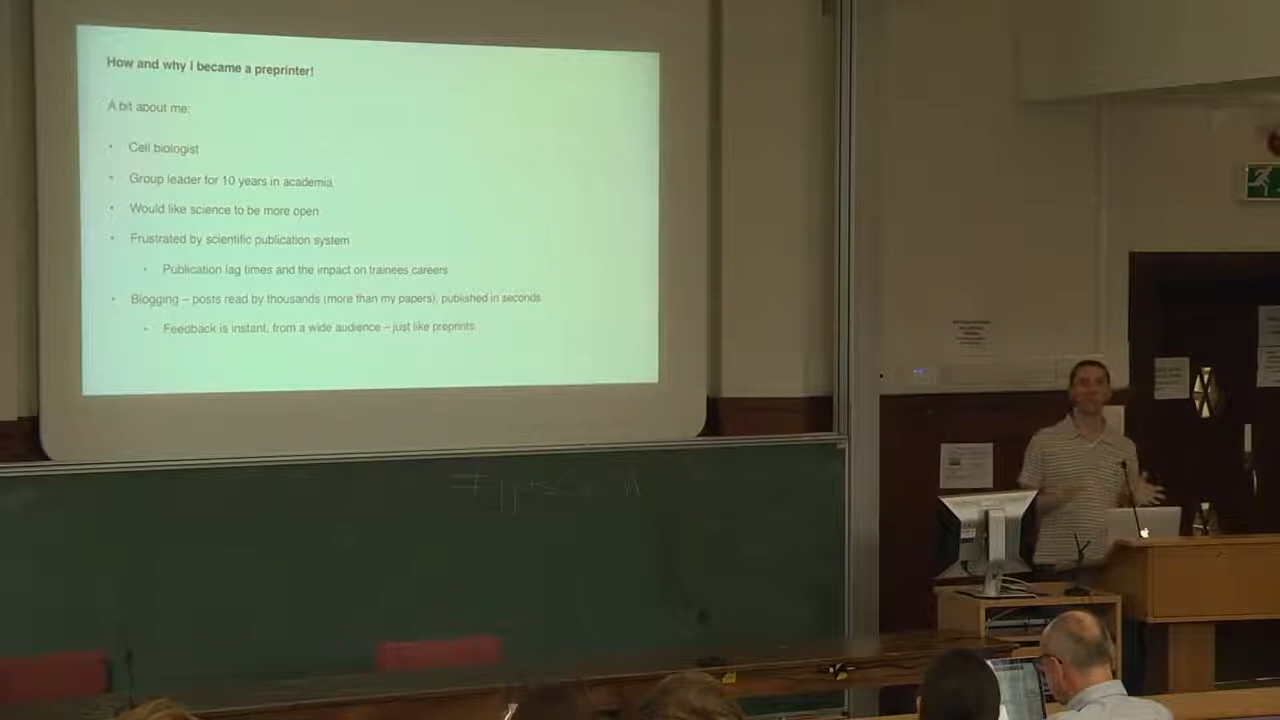 How and why I became a preprinter!
A bit about me:
• Cell biologist
• Group leader for 10 years in academia
• Would like science to be more open
• Frustrated by scientific publication system
• Publication lag times and the impact on trainees careers
• Blogging – posts read by thousands (more than my papers), published in seconds
• Feedback is instant, from a wide audience – just like preprints.